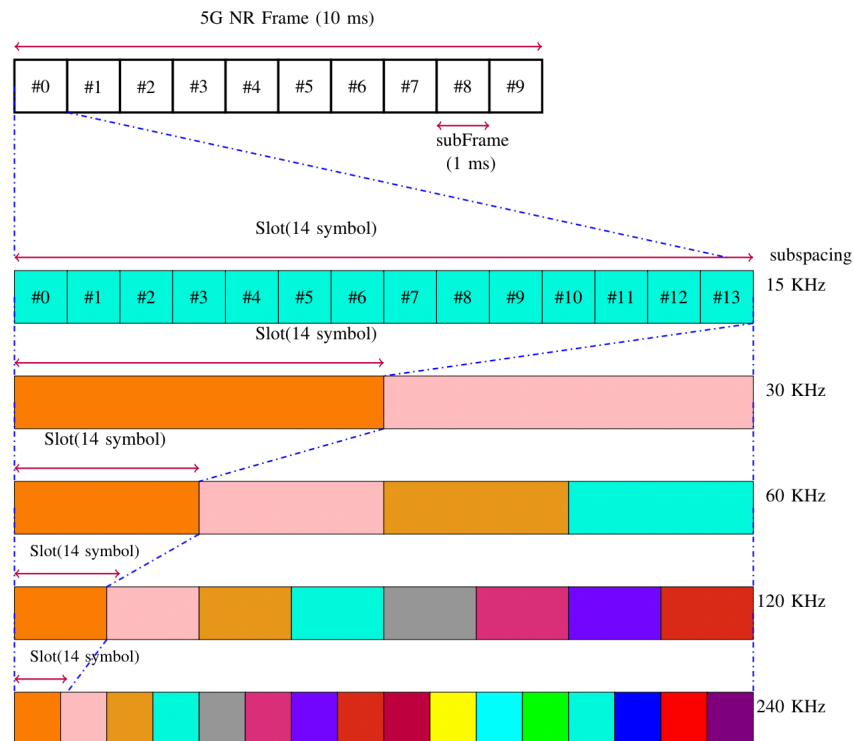 5G NR Frame (10 ms)
#0 #1 #2 #3 #4 #5 #6 #7 #8 #9
subFrame
(1 ms)
Slot(14 symbol)
subspacing
#0 #1 #2 #3 #4 #5 #6 #7 #8 #9 #10 #11 #12 #13
15 KHz
Slot(14 symbol)
30 KHz
Slot(14 symbol)
60 KHz
Slot(14 symbol)
120 KHz
Slot(14 symbol)
240 KHz